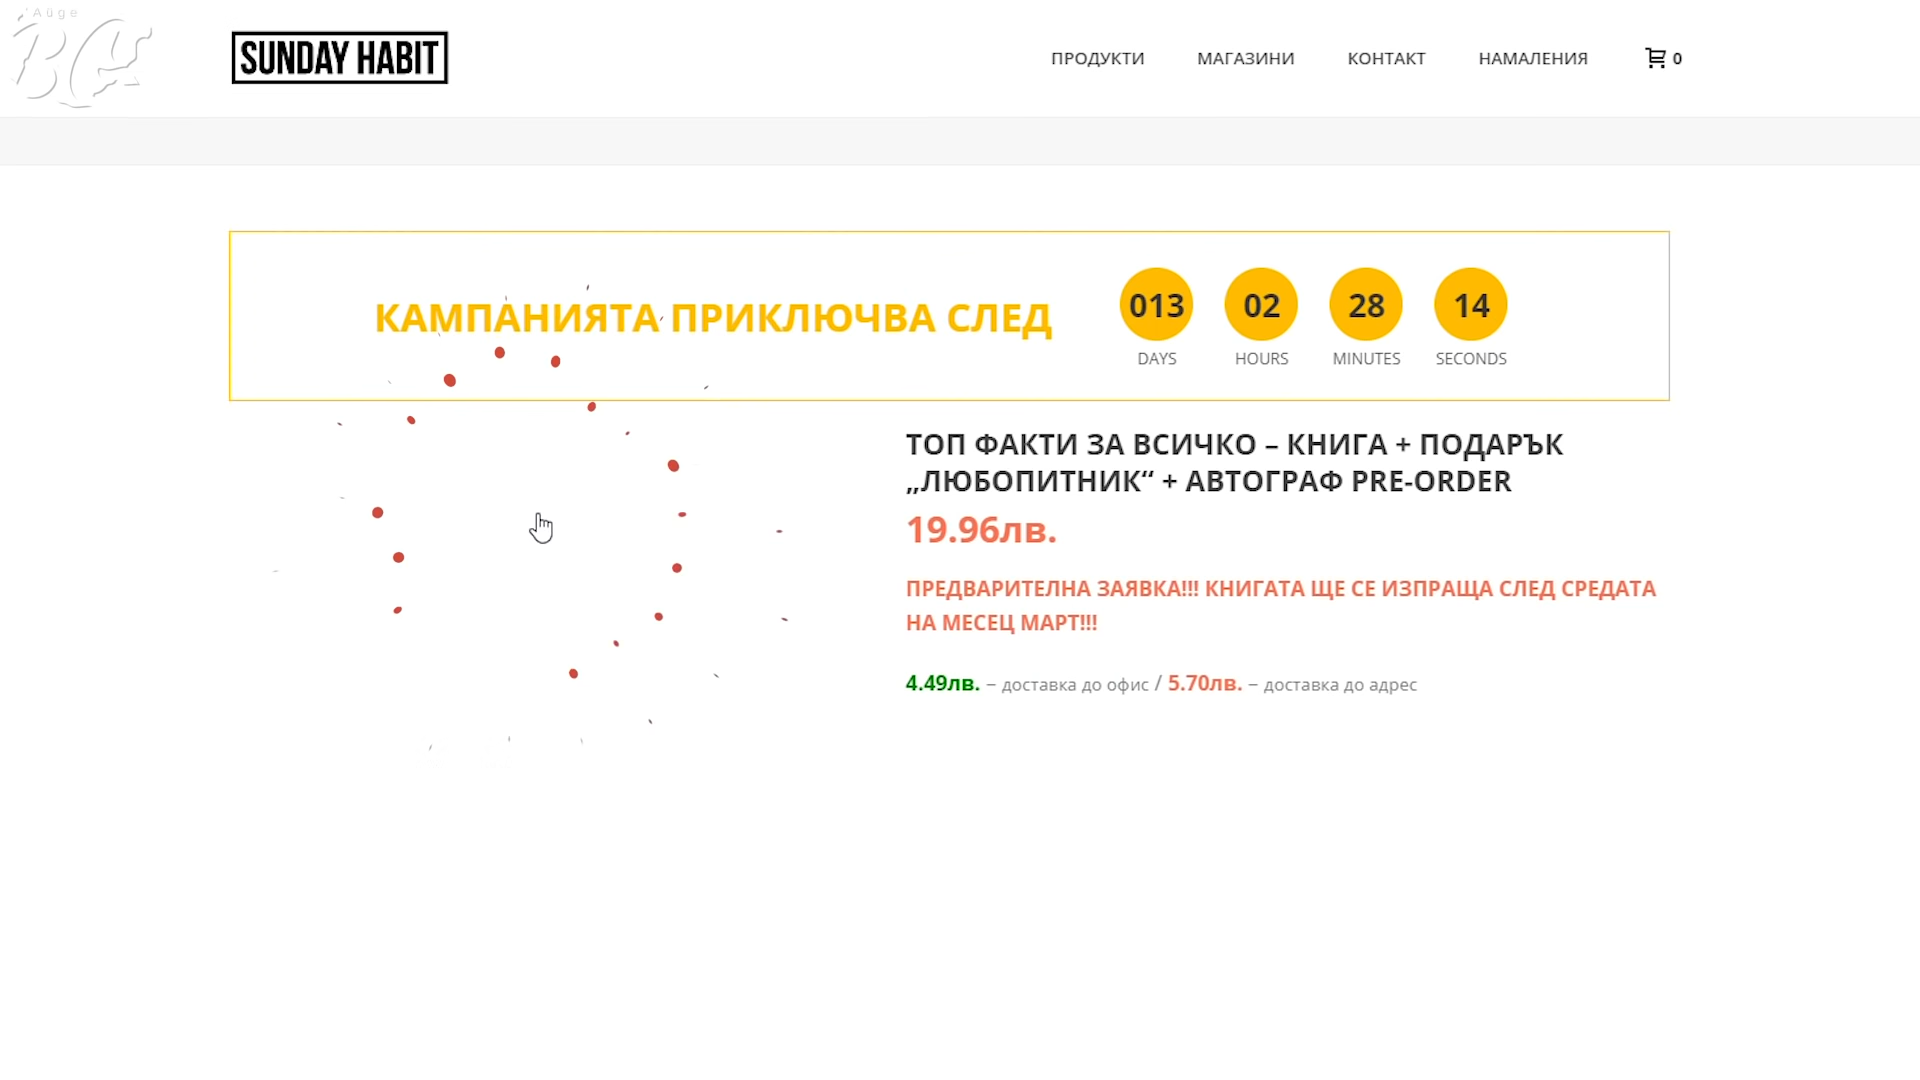 Aüge
BG
SUNDAY HABIT
ПРОДУКТИ
МАГАЗИНИ
КОНТАКТ
НАМАЛЕНИЯ
0
КАМПАНИЯТА ПРИКЛЮЧВА СЛЕД
013
02
28
14
DAYS
HOURS
MINUTES
SECONDS
ТОП ФАКТИ ЗА ВСИЧКО – КНИГА + ПОДАРЪК
„ЛЮБОПИТНИК“ + АВТОГРАФ PRE-ORDER
19.96лв.
ПРЕДВАРИТЕЛНА ЗАЯВКА!!! КНИГАТА ЩЕ СЕ ИЗПРАЩА СЛЕД СРЕДАТА
НА МЕСЕЦ МАРТ!!!
4.49лв. – доставка до офис / 5.70лв. – доставка до адрес